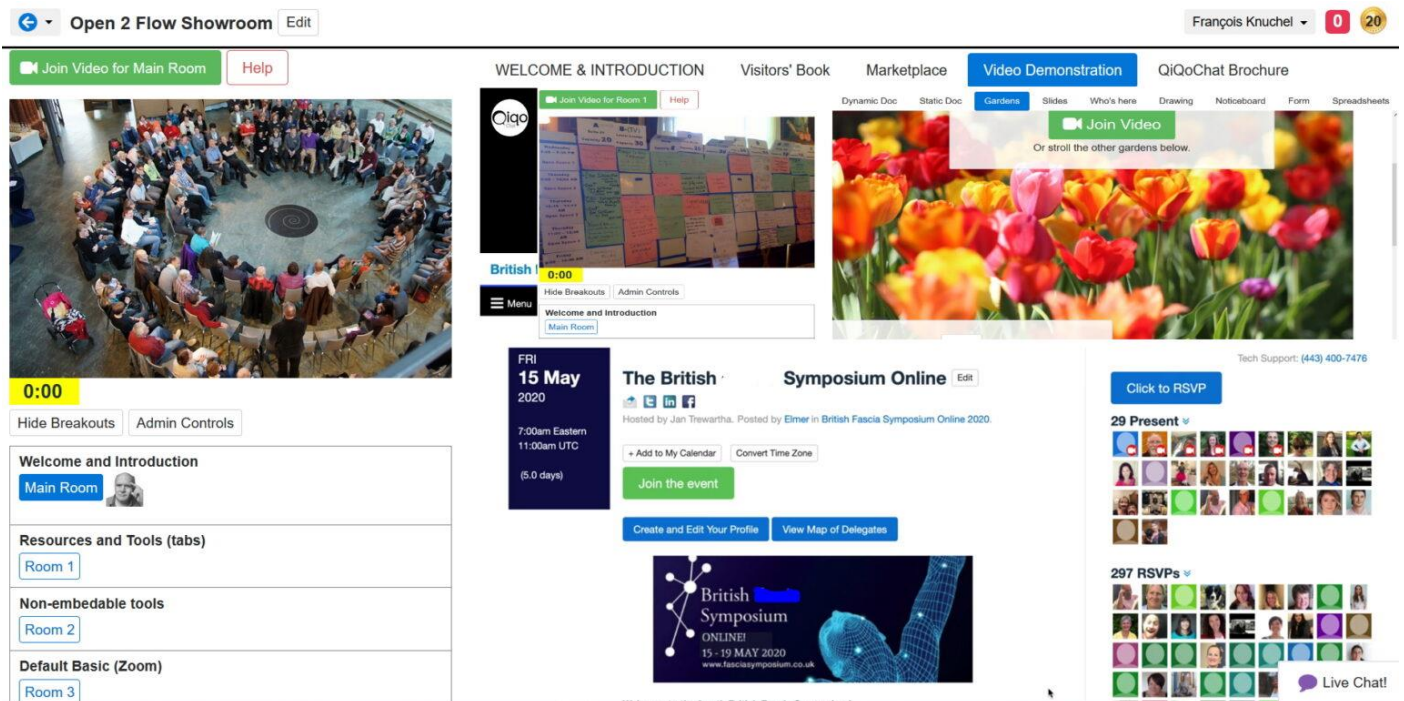 Open 2 Flow Showroom Edit
François Knuchel 0 20
Join Video for Main Room Help
0:00
Hide Breakouts Admin Controls
Welcome and Introduction
Main Room
Resources and Tools (tabs)
Room 1
Non-embedable tools
Room 2
Default Basic (Zoom)
Room 3
WELCOME & INTRODUCTION Visitors' Book Marketplace Video Demonstration QiQoChat Brochure
Qiqo
Join Video for Room 1 Help
British
Menu
0:00
Hide Breakouts Admin Controls
Welcome and Introduction
Main Room
Dynamic Doc Static Doc Gardens Slides Who's here Drawing Noticeboard Form Spreadsheets
Join Video
Or stroll the other gardens below.
FRI
15 May
2020
7:00am Eastern
11:00am UTC
(5.0 days)
The British Symposium Online Edit
Hosted by Jan Trewartha. Posted by Elmer in British Fascia Symposium Online 2020.
+ Add to My Calendar Convert Time Zone
Join the event
Create and Edit Your Profile View Map of Delegates
British
Symposium
ONLINE!
15 - 19 MAY 2020
www.fasciasymposium.co.uk
Tech Support: (443) 400-7476
Click to RSVP
29 Present
297 RSVPs
Live Chat!